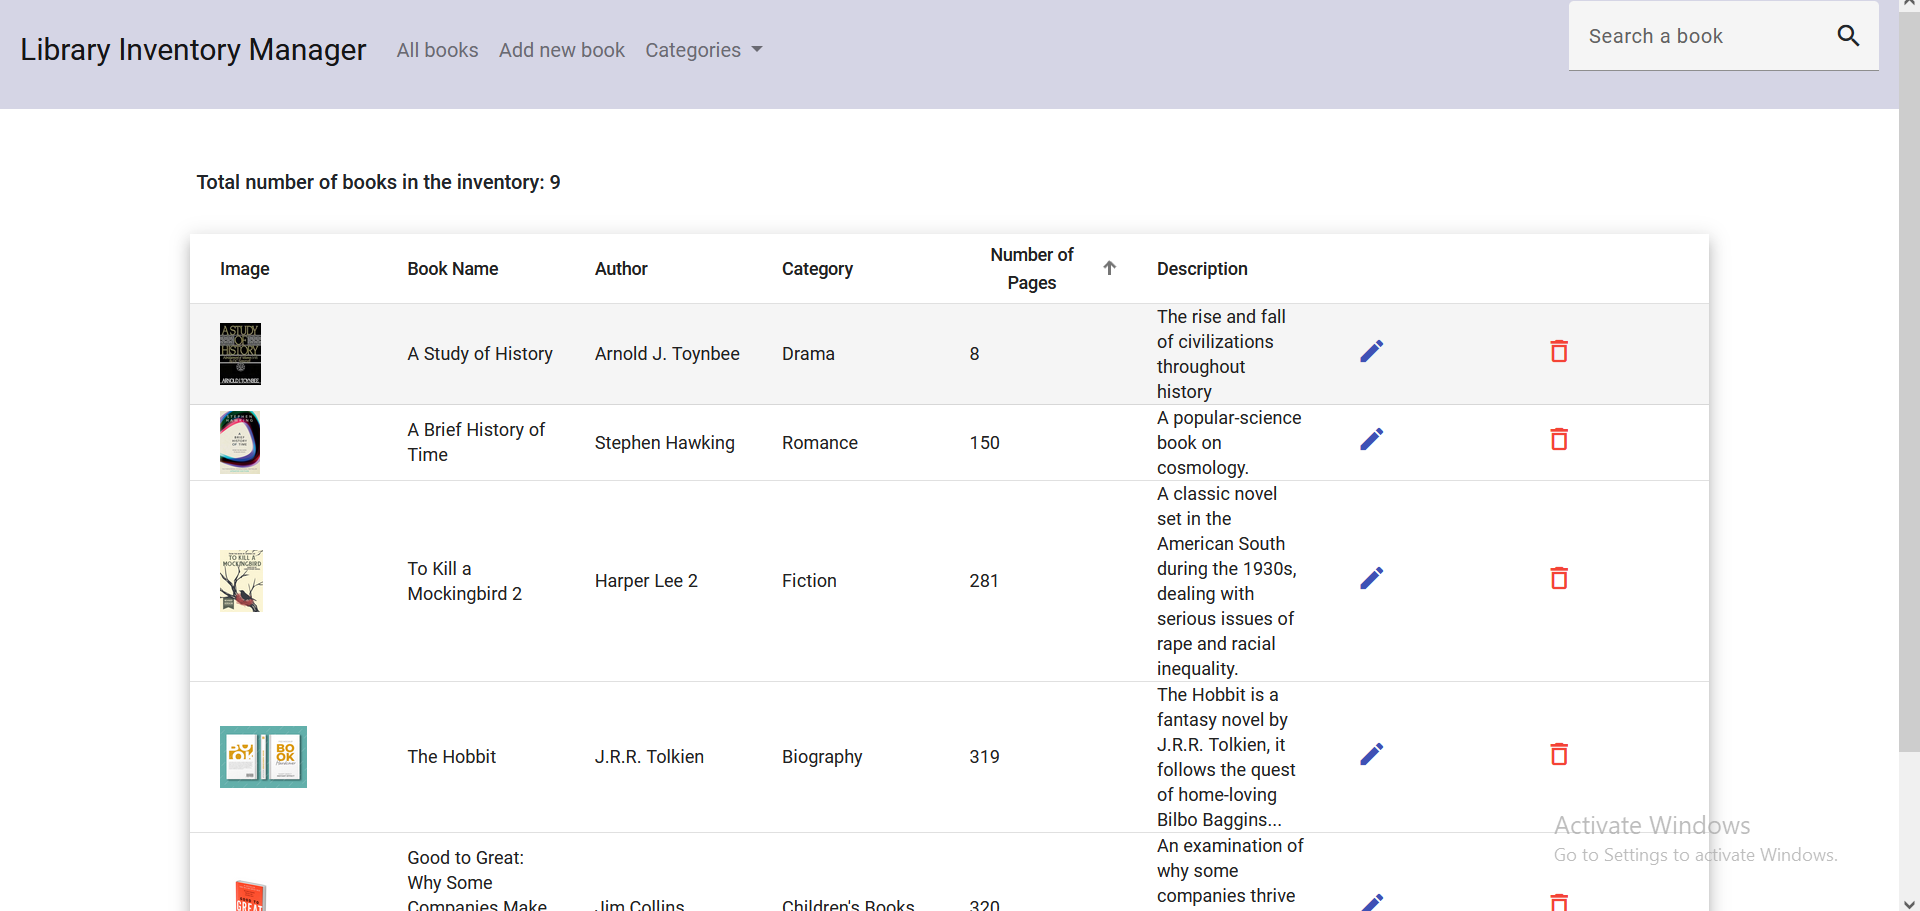 Library Inventory Manager
All books
Add new book
Categories
Search a book
Total number of books in the inventory: 9
Image
Book Name
Author
Category
Number of
Pages
Description
A STUDY
OF
HISTORY
ARNOLD J. TOYNBEE
A Study of History
Arnold J. Toynbee
Drama
8
The rise and fall
of civilizations
throughout
history
STEPHEN
HAWKING
A
BRIEF
HISTORY
OF TIME
A Brief History of
Time
Stephen Hawking
Romance
150
A popular-science
book on
cosmology.
TO KILL A
MOCKINGBIRD
To Kill a
Mockingbird 2
Harper Lee 2
Fiction
281
A classic novel
set in the
American South
during the 1930s,
dealing with
serious issues of
rape and racial
inequality.
BO
OK
The Hobbit
J.R.R. Tolkien
Biography
319
The Hobbit is a
fantasy novel by
J.R.R. Tolkien, it
follows the quest
of home-loving
Bilbo Baggins...
GREAT
Good to Great:
Why Some
Companies Make
Jim Collins
Children's Books
320
An examination of
why some
companies thrive
Activate Windows
Go to Settings to activate Windows.